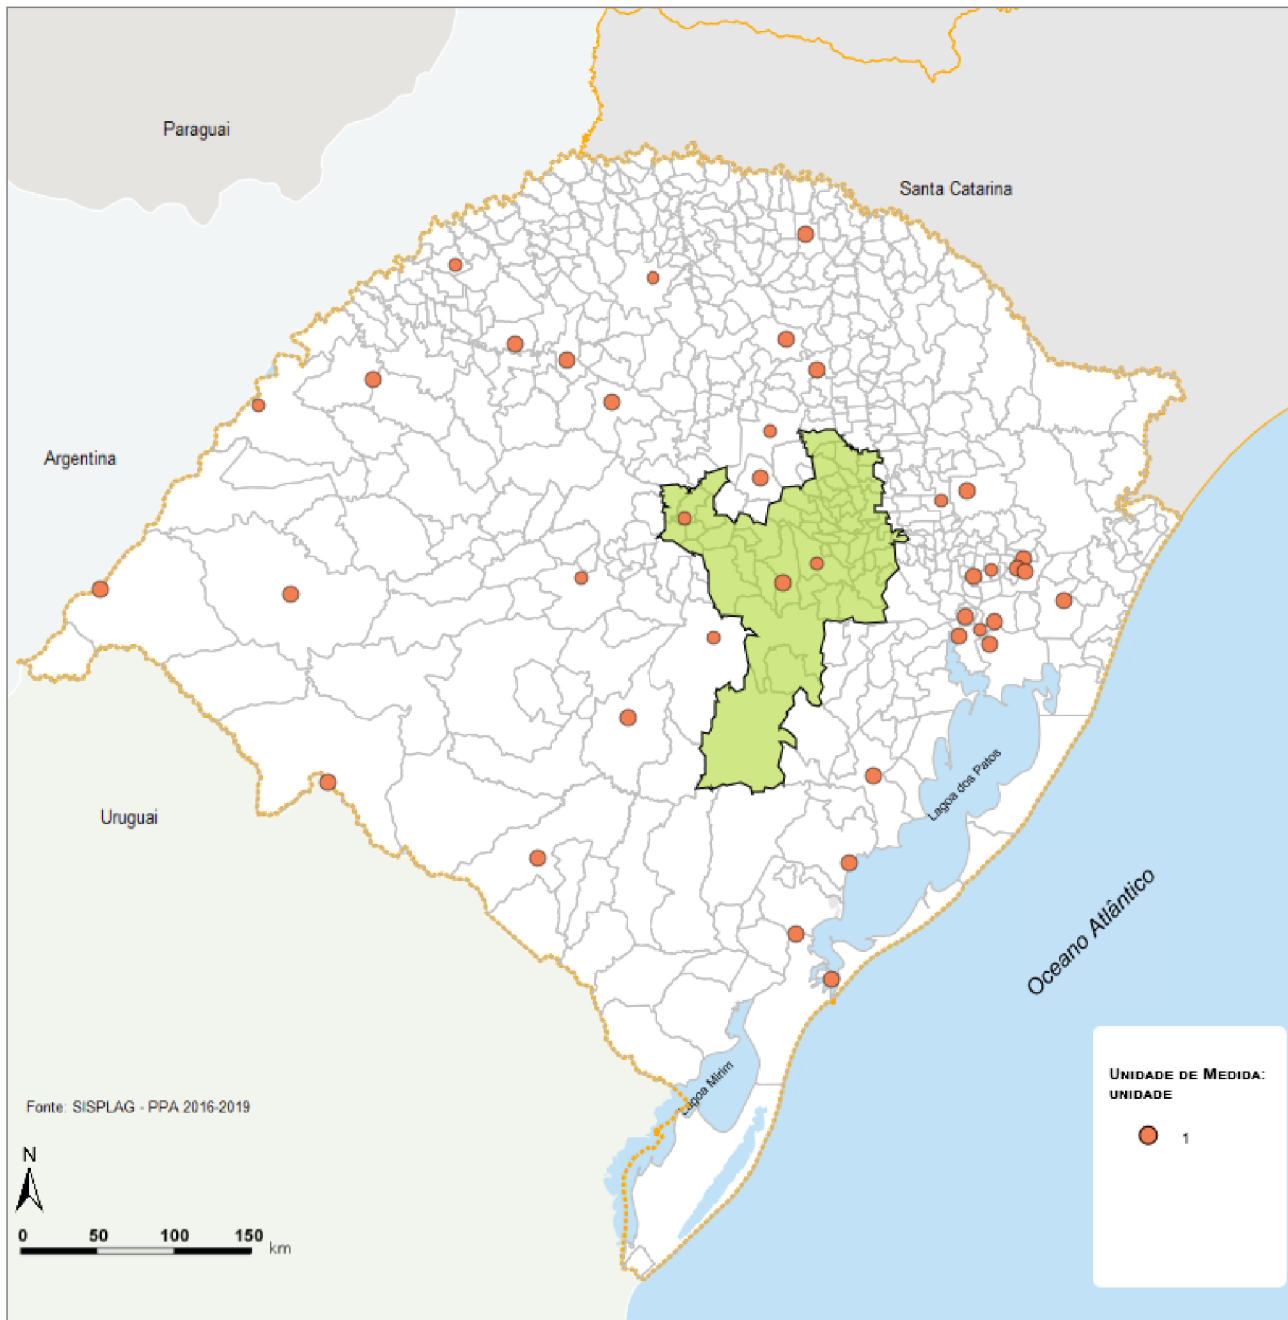 Paraguai
Santa Catarina
Argentina
Lagoa dos Patos
Uruguai
Oceano Atlântico
Lagoa Mirim
Fonte: SISPLAG - PPA 2016-2019
N
0 50 100 150 km
UNIDADE DE MEDIDA:
UNIDADE
1